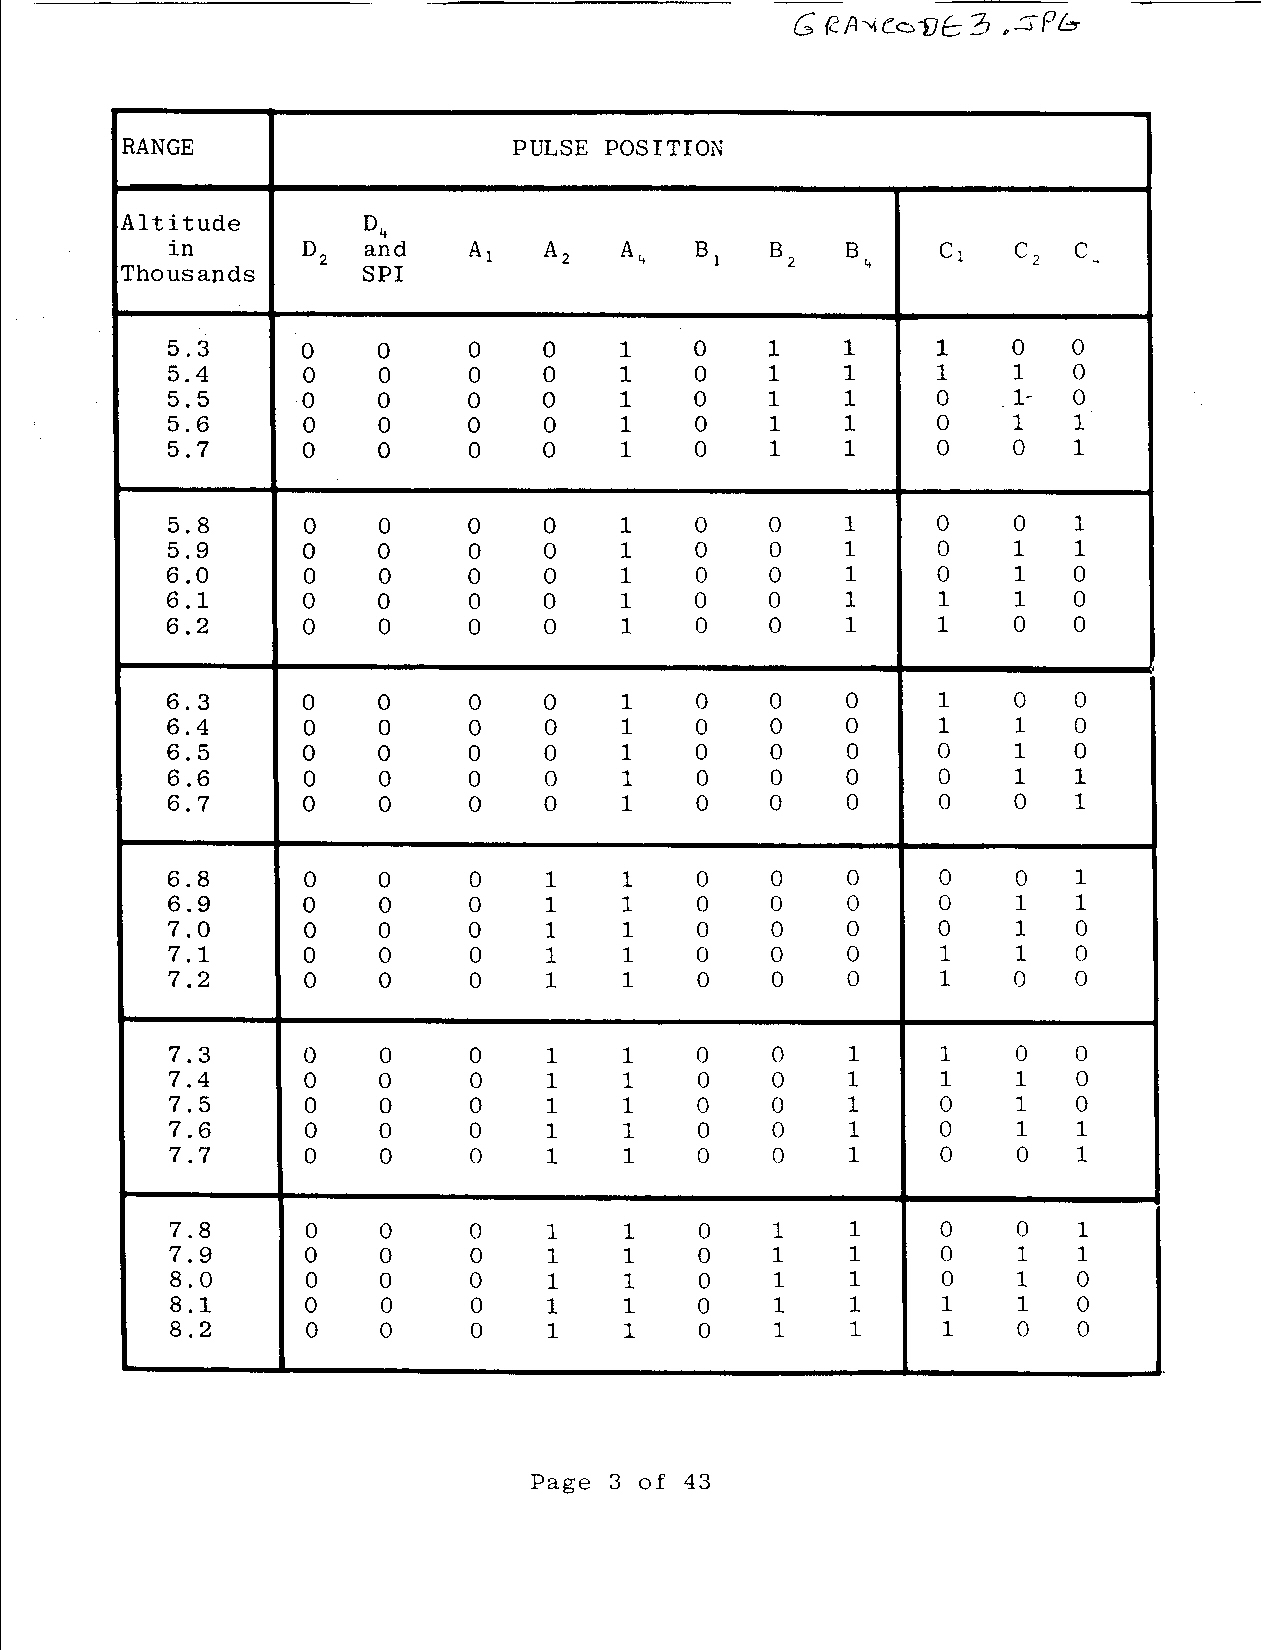 GRAYCODE3.JPG
RANGE PULSE POSITION
Altitude in Thousands D2 D4 and SPI A1 A2 A4 B1 B2 B4 C1 C2 C
5.3 0 0 0 0 1 0 1 1 1 0 0
5.4 0 0 0 0 1 0 1 1 1 1 0
5.5 0 0 0 0 1 0 1 1 0 1 0
5.6 0 0 0 0 1 0 1 1 0 1 1
5.7 0 0 0 0 1 0 1 1 0 0 1
5.8 0 0 0 0 1 0 0 1 0 0 1
5.9 0 0 0 0 1 0 0 1 0 1 1
6.0 0 0 0 0 1 0 0 1 0 1 0
6.1 0 0 0 0 1 0 0 1 1 1 0
6.2 0 0 0 0 1 0 0 1 1 0 0
6.3 0 0 0 0 1 0 0 0 1 0 0
6.4 0 0 0 0 1 0 0 0 1 1 0
6.5 0 0 0 0 1 0 0 0 0 1 0
6.6 0 0 0 0 1 0 0 0 0 1 1
6.7 0 0 0 0 1 0 0 0 0 0 1
6.8 0 0 0 1 1 0 0 0 0 0 1
6.9 0 0 0 1 1 0 0 0 0 1 1
7.0 0 0 0 1 1 0 0 0 0 1 0
7.1 0 0 0 1 1 0 0 0 1 1 0
7.2 0 0 0 1 1 0 0 0 1 0 0
7.3 0 0 0 1 1 0 0 1 1 0 0
7.4 0 0 0 1 1 0 0 1 1 1 0
7.5 0 0 0 1 1 0 0 1 0 1 0
7.6 0 0 0 1 1 0 0 1 0 1 1
7.7 0 0 0 1 1 0 0 1 0 0 1
7.8 0 0 0 1 1 0 1 1 0 0 1
7.9 0 0 0 1 1 0 1 1 0 1 1
8.0 0 0 0 1 1 0 1 1 0 1 0
8.1 0 0 0 1 1 0 1 1 1 1 0
8.2 0 0 0 1 1 0 1 1 1 0 0
Page 3 of 43